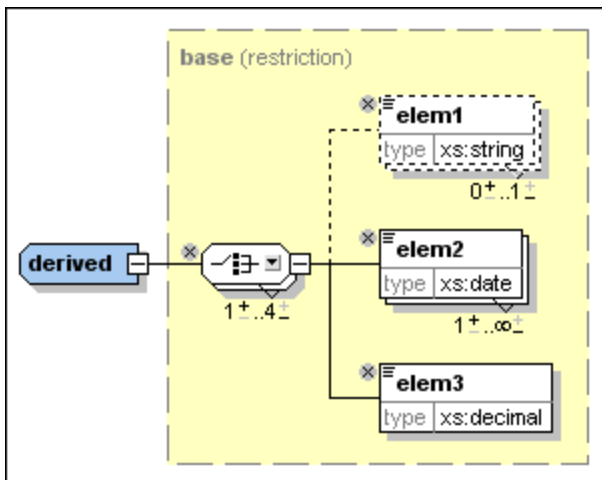 base (restriction)
elem1
type xs:string
0±..1±
derived
elem2
type xs:date
1±..4±
1±..∞±
elem3
type xs:decimal